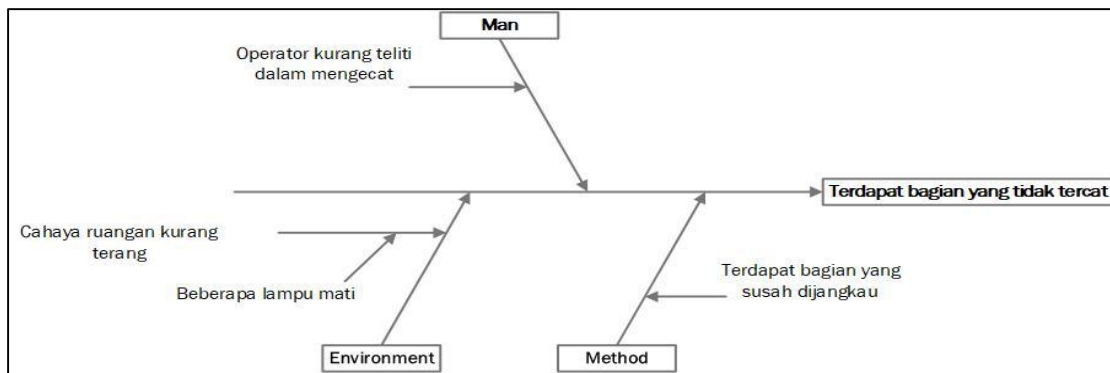 Man
Operator kurang teliti
dalam mengecat
Terdapat bagian yang tidak tercat
Cahaya ruangan kurang
terang
Beberapa lampu mati
Terdapat bagian yang
susah dijangkau
Environment
Method